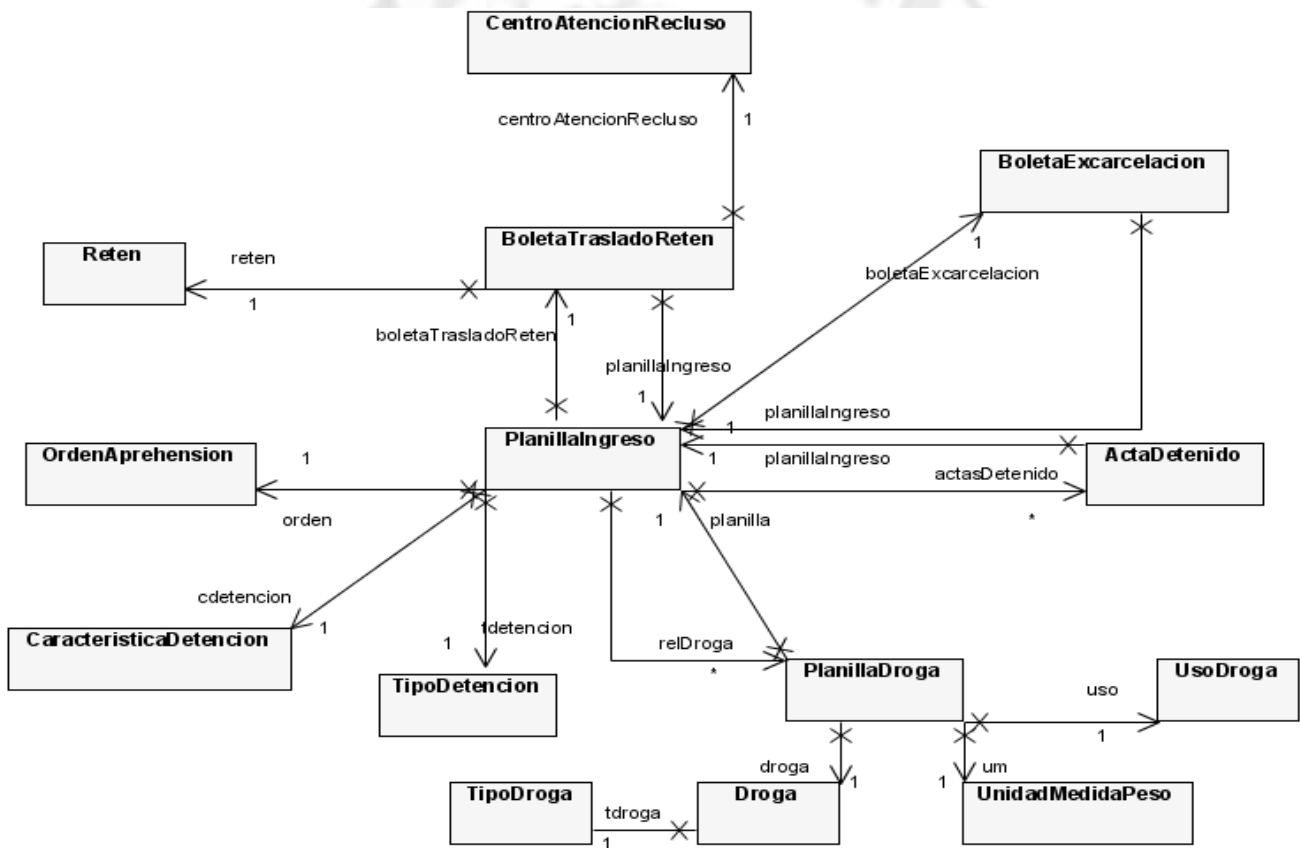 CentroAtencionRecluso
centroAtencionRecluso
1
BoletaExcarcelacion
1
boletaExcarcelacion
BoletaTrasladoReten
Reten
reten
1
1
boletaTrasladoReten
planillaIngreso
1
planillaIngreso
1
PlanillaIngreso
OrdenAprehension
1
orden
1
planillaIngreso
ActaDetenido
actasDetenido
*
1
planilla
cdetencion
1
CaracteristicaDetencion
tdetencion
1
TipoDetencion
relDroga
*
PlanillaDroga
UsoDroga
uso
1
droga
1
um
1
TipoDroga
tdroga
1
Droga
UnidadMedidaPeso